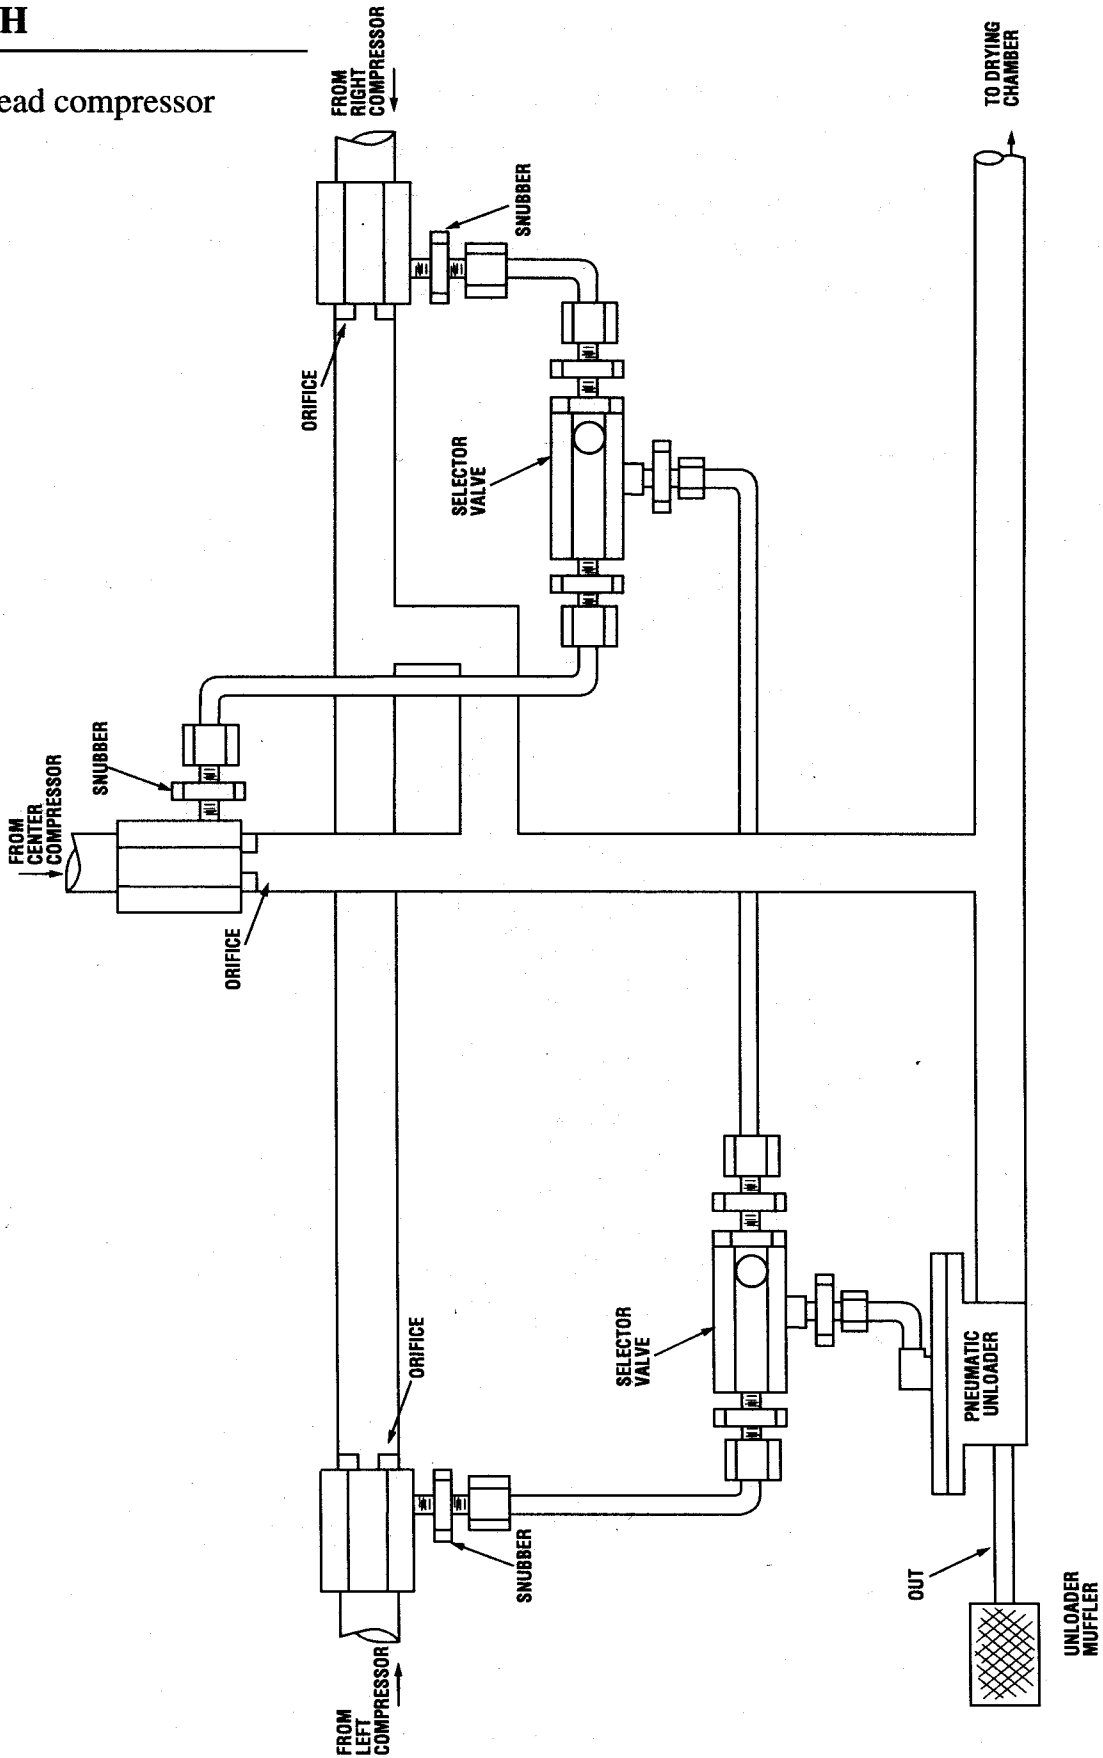 H
ead compressor
FROM
RIGHT
COMPRESSOR
TO DRYING
CHAMBER
SNUBBER
ORIFICE
SELECTOR
VALVE
SNUBBER
FROM
CENTER
COMPRESSOR
ORIFICE
ORIFICE
SELECTOR
VALVE
PNEUMATIC
UNLOADER
SNUBBER
OUT
FROM
LEFT
COMPRESSOR
UNLOADER
MUFFLER